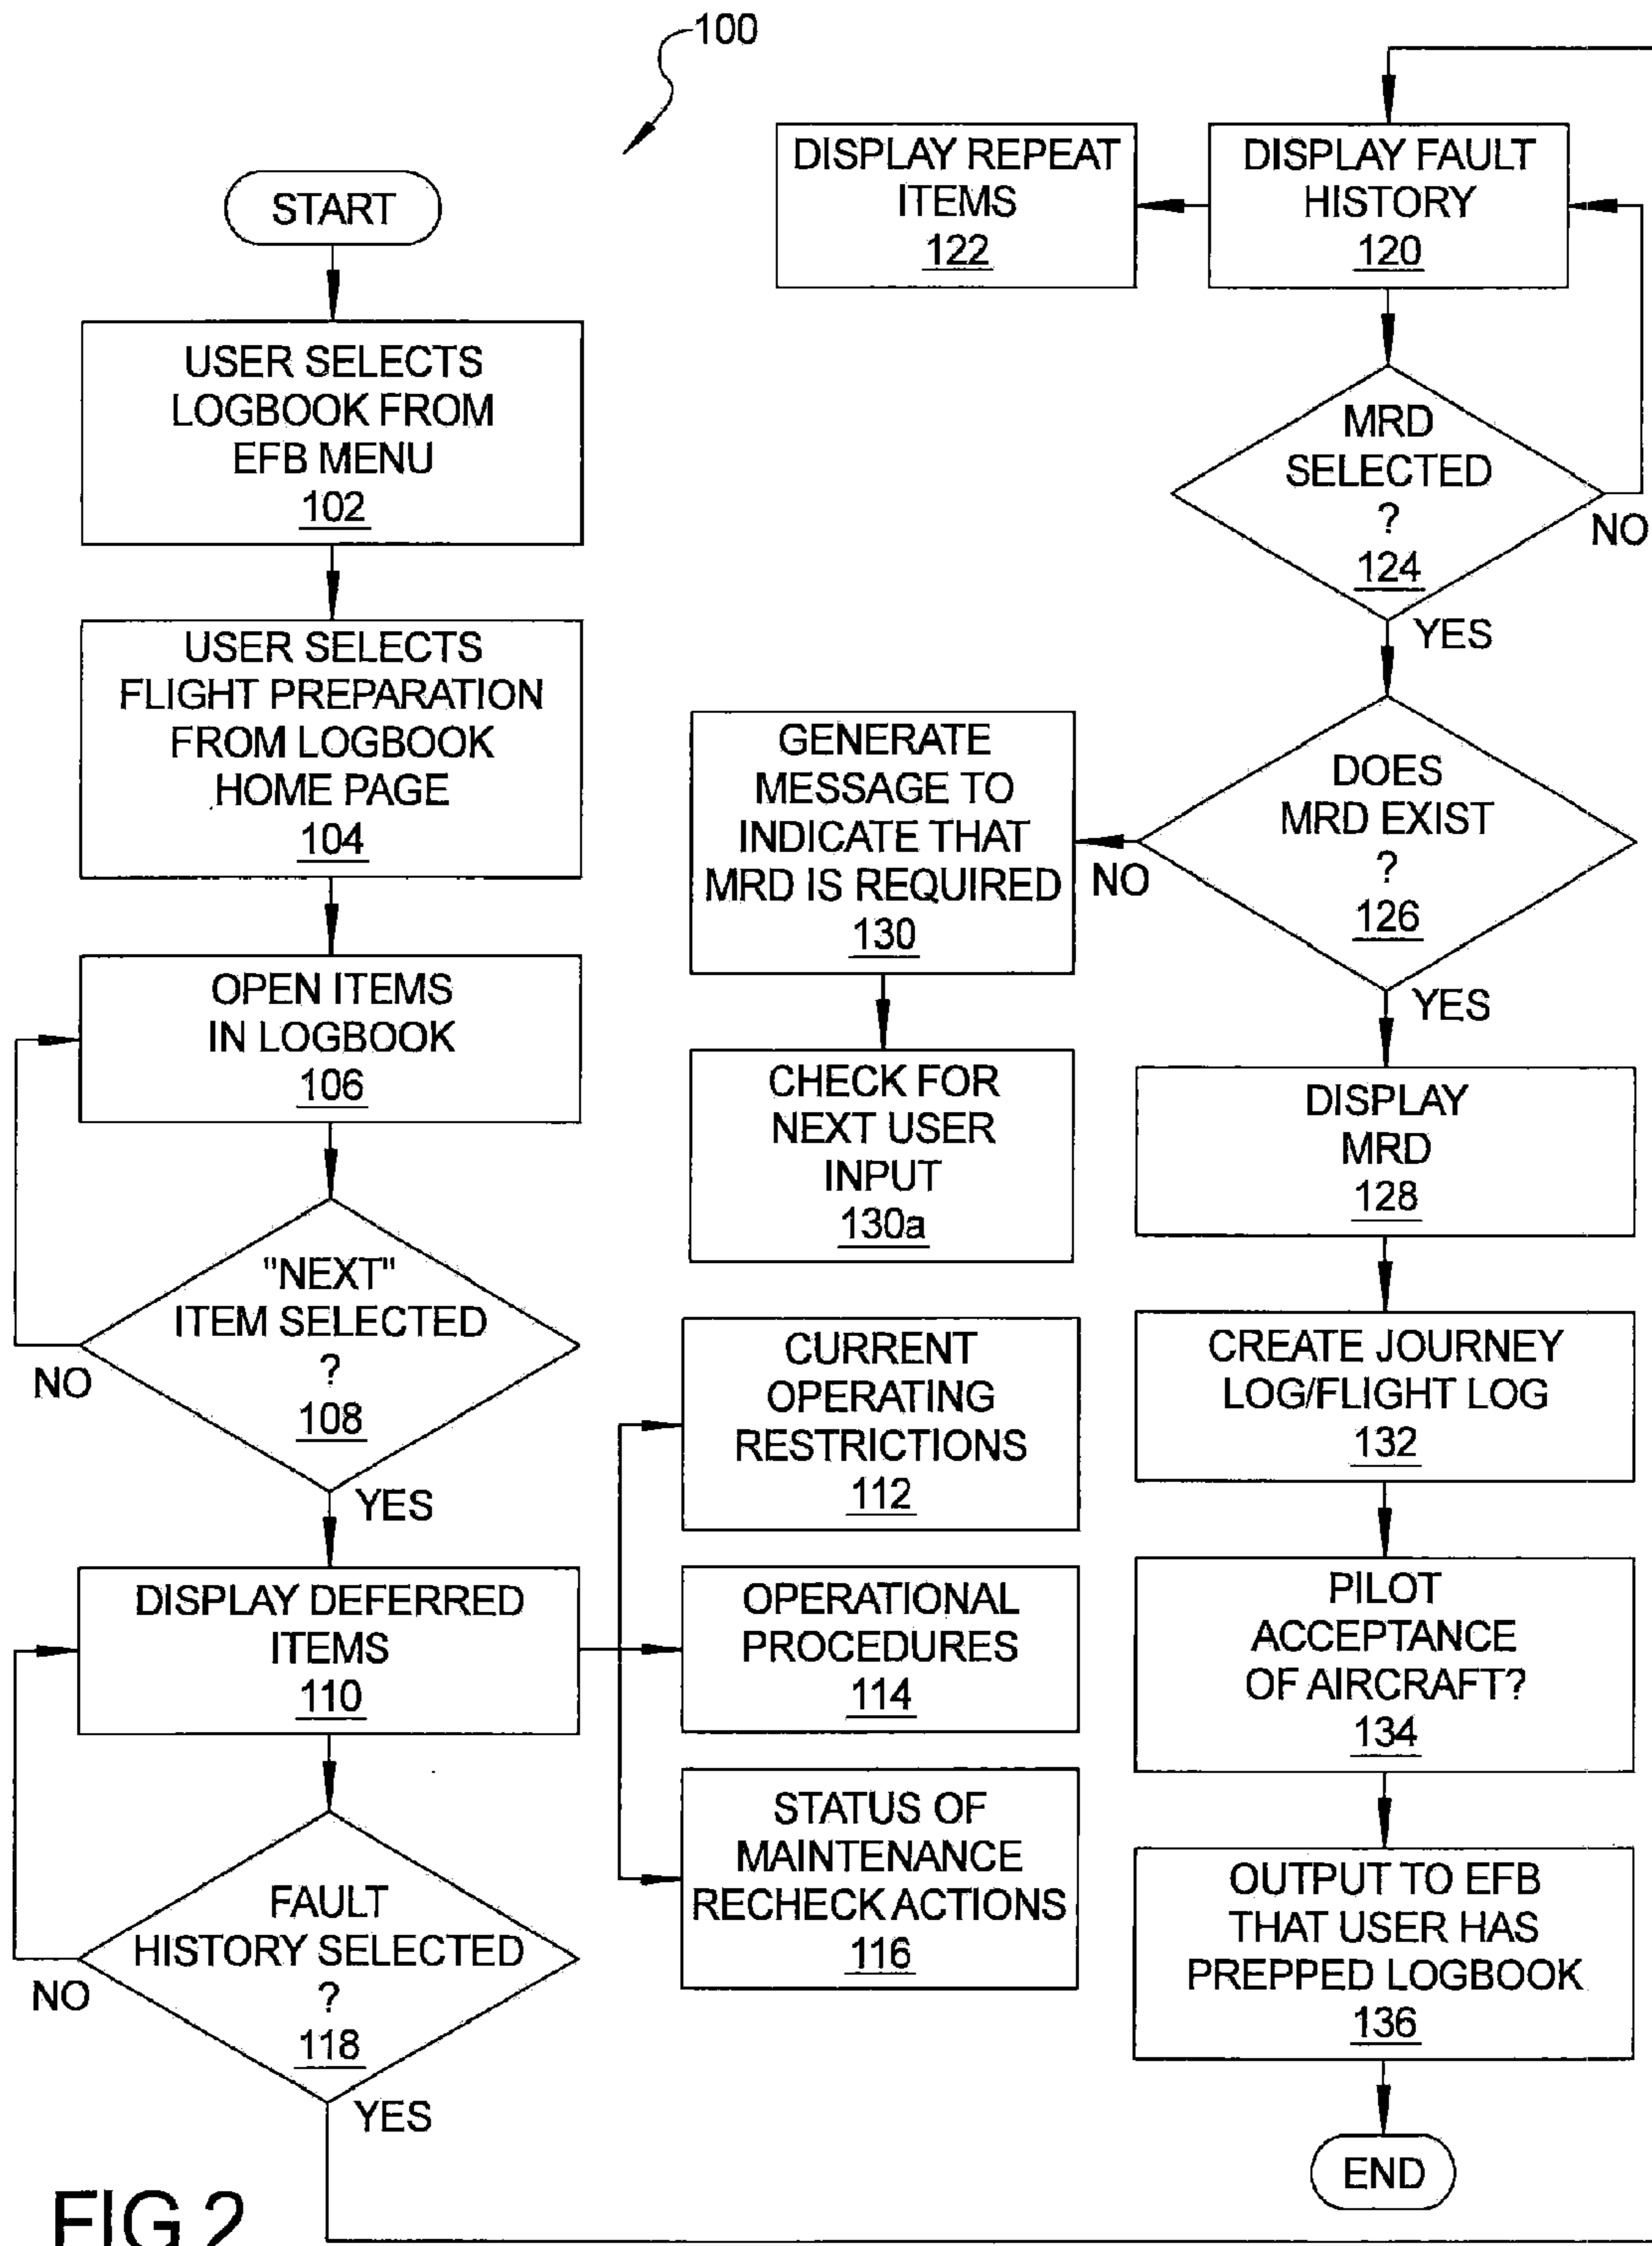 100
START
USER SELECTS
LOGBOOK FROM
EFB MENU
102
USER SELECTS
FLIGHT PREPARATION
FROM LOGBOOK
HOME PAGE
104
OPEN ITEMS
IN LOGBOOK
106
"NEXT"
ITEM SELECTED
?
108
NO
YES
DISPLAY DEFERRED
ITEMS
110
CURRENT
OPERATING
RESTRICTIONS
112
OPERATIONAL
PROCEDURES
114
STATUS OF
MAINTENANCE
RECHECK ACTIONS
116
FAULT
HISTORY SELECTED
?
118
NO
YES
DISPLAY FAULT
HISTORY
120
DISPLAY REPEAT
ITEMS
122
MRD
SELECTED
?
124
NO
YES
DOES
MRD EXIST
?
126
NO
YES
GENERATE
MESSAGE TO
INDICATE THAT
MRD IS REQUIRED
130
CHECK FOR
NEXT USER
INPUT
130a
DISPLAY
MRD
128
CREATE JOURNEY
LOG/FLIGHT LOG
132
PILOT
ACCEPTANCE
OF AIRCRAFT?
134
OUTPUT TO EFB
THAT USER HAS
PREPPED LOGBOOK
136
END
FIG 2